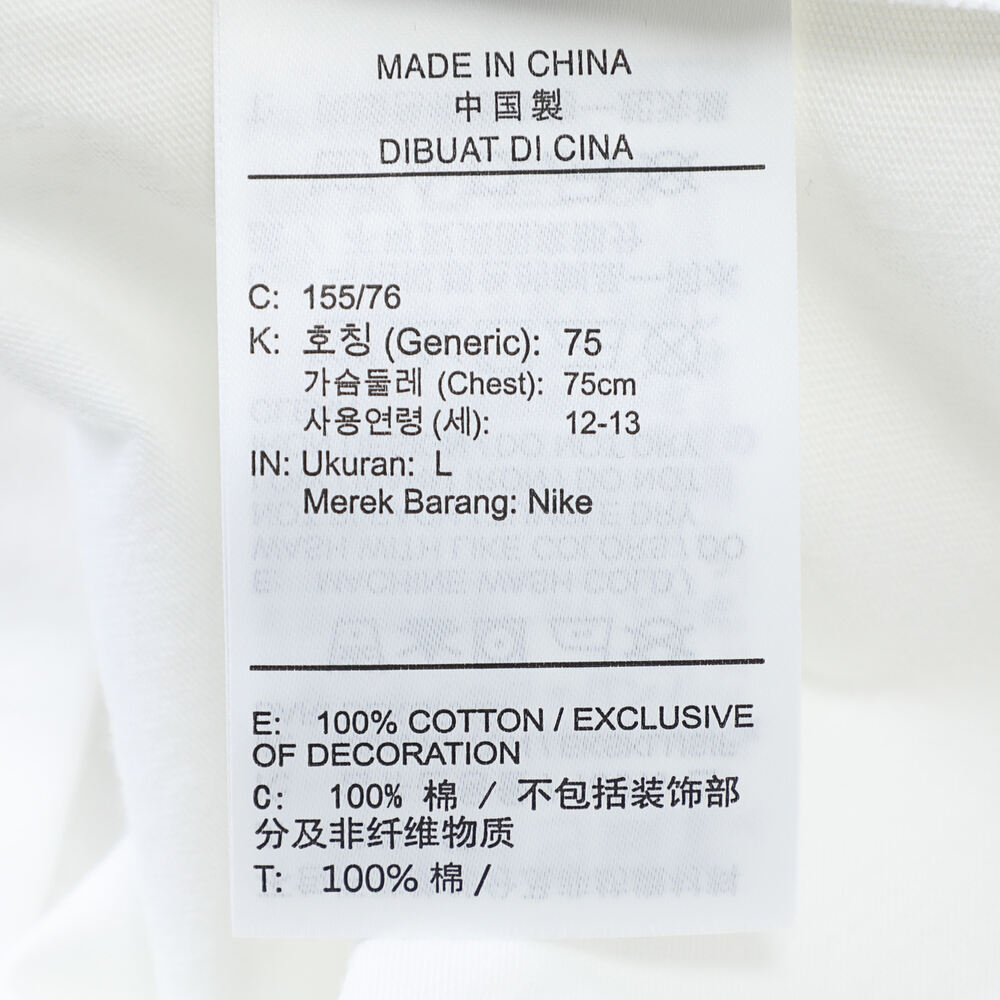 MADE IN CHINA
中国製
DIBUAT DI CINA
C: 155/76
K: 호칭 (Generic): 75
가슴둘레 (Chest): 75cm
사용연령 (세): 12-13
IN: Ukuran: L
Merek Barang: Nike
E: 100% COTTON / EXCLUSIVE
OF DECORATION
C: 100% 棉 / 不包括装饰部
分及非纤维物质
T: 100% 棉 /